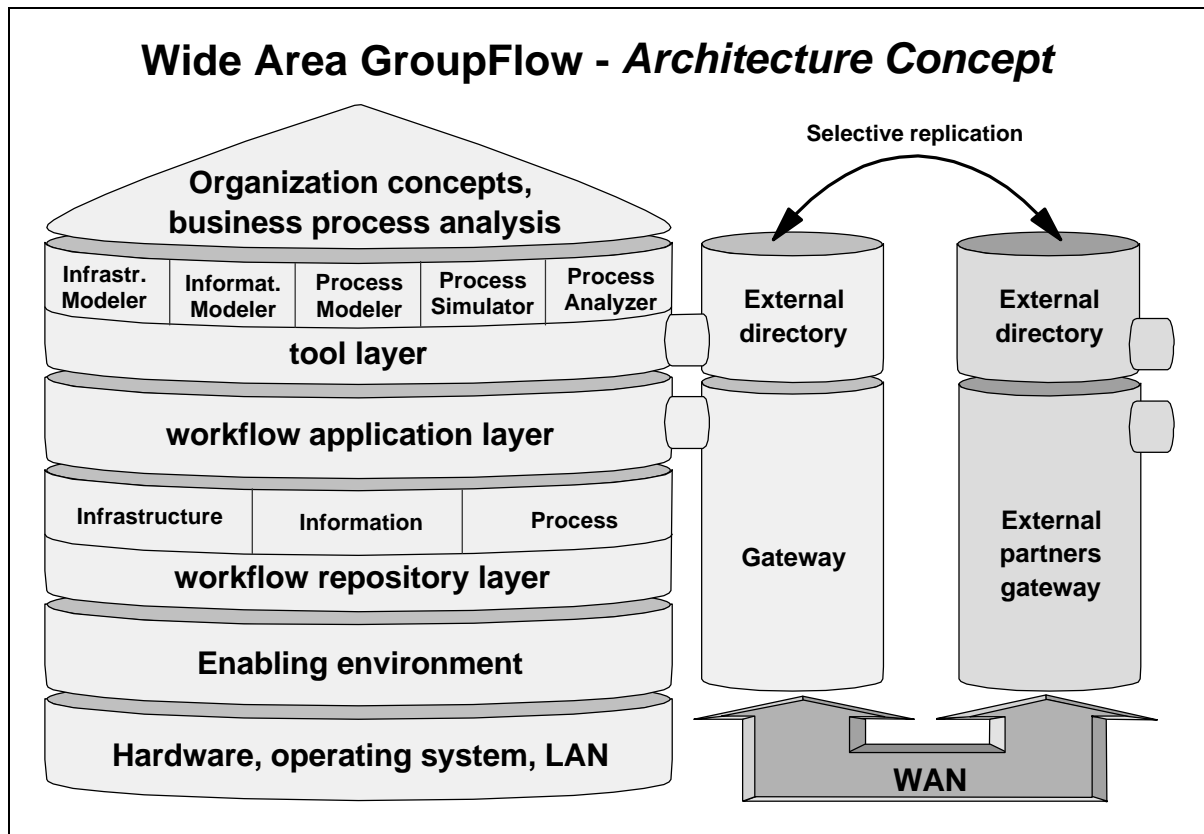 Wide Area GroupFlow - Architecture Concept
Selective replication
Organization concepts,
business process analysis
Infrastr.
Modeler
Informat.
Modeler
Process
Modeler
Process
Simulator
Process
Analyzer
tool layer
workflow application layer
Infrastructure
Information
Process
workflow repository layer
Enabling environment
Hardware, operating system, LAN
External
directory
Gateway
External
directory
External
partners
gateway
WAN